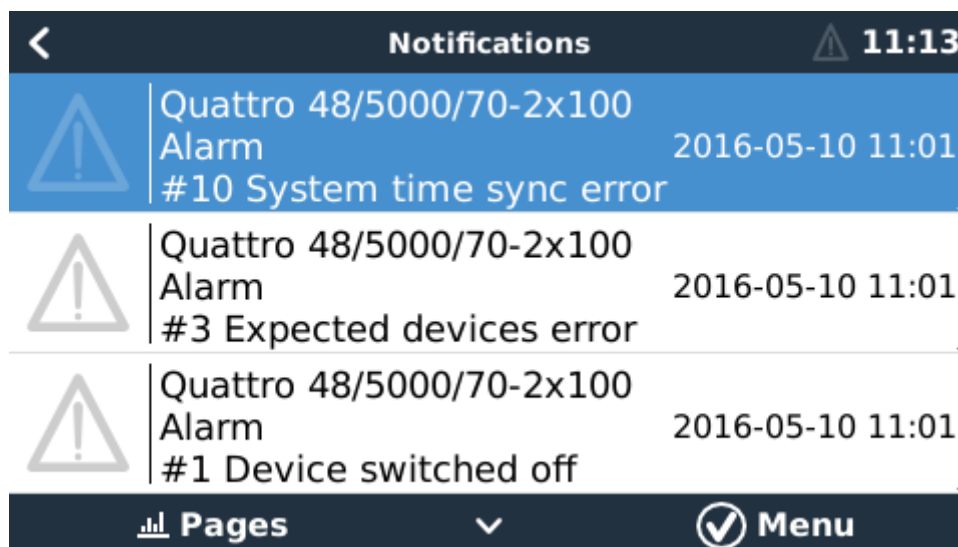 Notifications
11:13
Quattro 48/5000/70-2x100
Alarm
2016-05-10 11:01
#10 System time sync error
Quattro 48/5000/70-2x100
Alarm
2016-05-10 11:01
#3 Expected devices error
Quattro 48/5000/70-2x100
Alarm
2016-05-10 11:01
#1 Device switched off
Pages
Menu